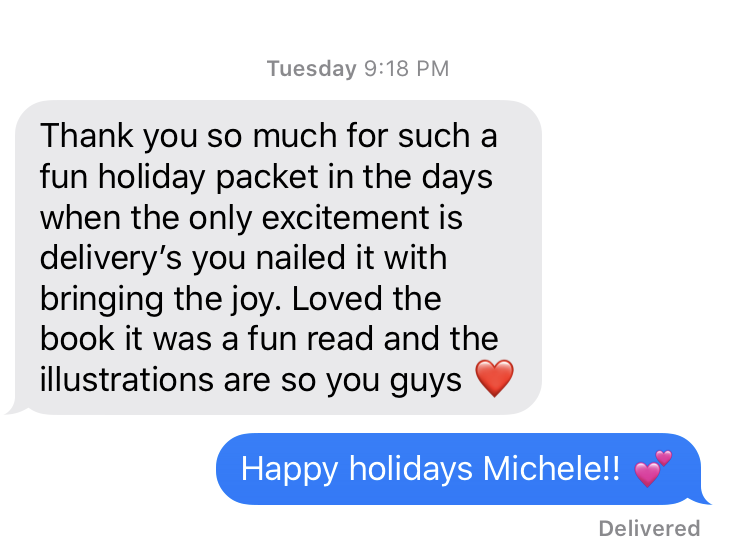 Tuesday 9:18 PM
Thank you so much for such a
fun holiday packet in the days
when the only excitement is
delivery’s you nailed it with
bringing the joy. Loved the
book it was a fun read and the
illustrations are so you guys ❤️
Happy holidays Michele!! 💕
Delivered